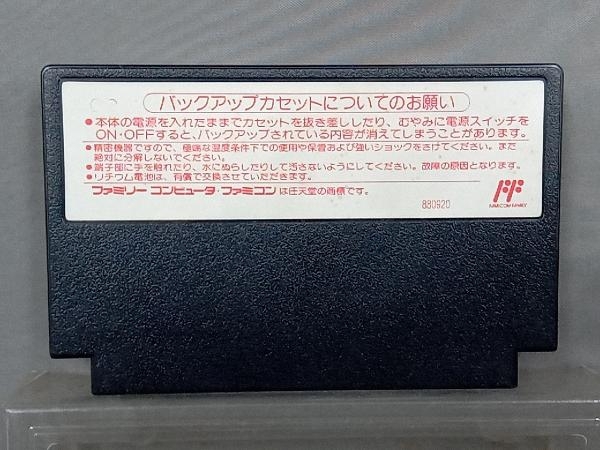 バックアップカセットについてのお願い
●本体の電源を入れたままでカセットを抜き差ししたり、むやみに電源スイッチを
ON・OFFすると、バックアップされている内容が消えてしまうことがあります。
●精密機器ですので、極端な温度条件下での使用や保管および強いショックをさけてください。また
絶対に分解しないでください。
●端子部に手を触れたり、水にぬらしたりして汚さないようにしてください。故障の原因となります。
●リチウム電池は、有償で交換させていただきます。
ファミリーコンピュータ・ファミコンは任天堂の商標です。
880920
FAMICOM FAMILY